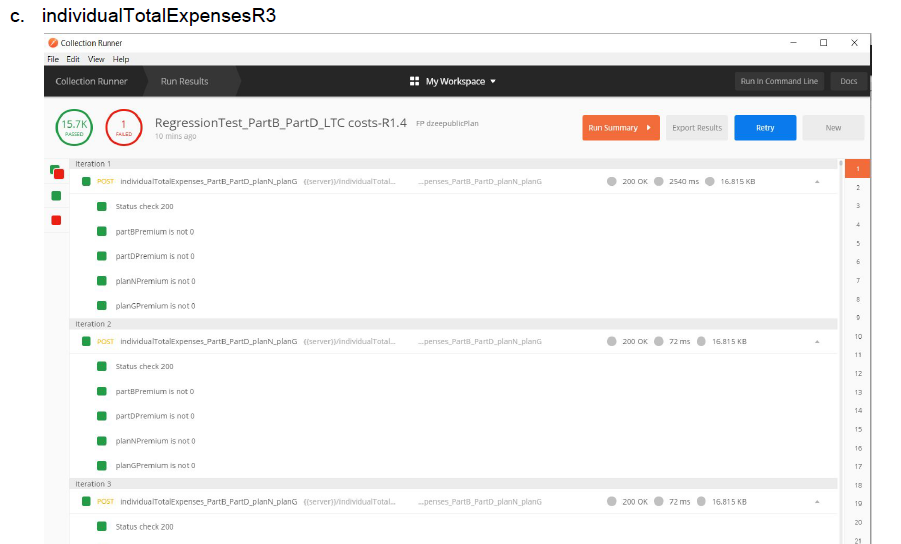 c. individualTotalExpensesR3
Collection Runner
File Edit View Help
Collection Runner Run Results My Workspace Run In Command Line Docs
15.7K PASSED 1 FAILED RegressionTest_PartB_PartD_LTC costs-R1.4 FP dzeepublicPlan Run Summary Export Results Retry New
10 mins ago
Iteration 1 1
POST individualTotalExpenses_PartB_PartD_planN_planG {{server}}/individualTotal... ...penses_PartB_PartD_planN_planG 200 OK 2540 ms 16.815 KB
2
Status check 200 3
4
partBPremium is not 0
5
partDPremium is not 0 6
planNPremium is not 0 7
8
planGPremium is not 0
9
Iteration 2
10
POST individualTotalExpenses_PartB_PartD_planN_planG {{server}}/individualTotal... ...penses_PartB_PartD_planN_planG 200 OK 72 ms 16.815 KB
11
Status check 200 12
partBPremium is not 0 13
14
partDPremium is not 0
15
planNPremium is not 0
16
planGPremium is not 0 17
Iteration 3 18
POST individualTotalExpenses_PartB_PartD_planN_planG {{server}}/individualTotal... ...penses_PartB_PartD_planN_planG 200 OK 72 ms 16.815 KB 19
Status check 200 20
21